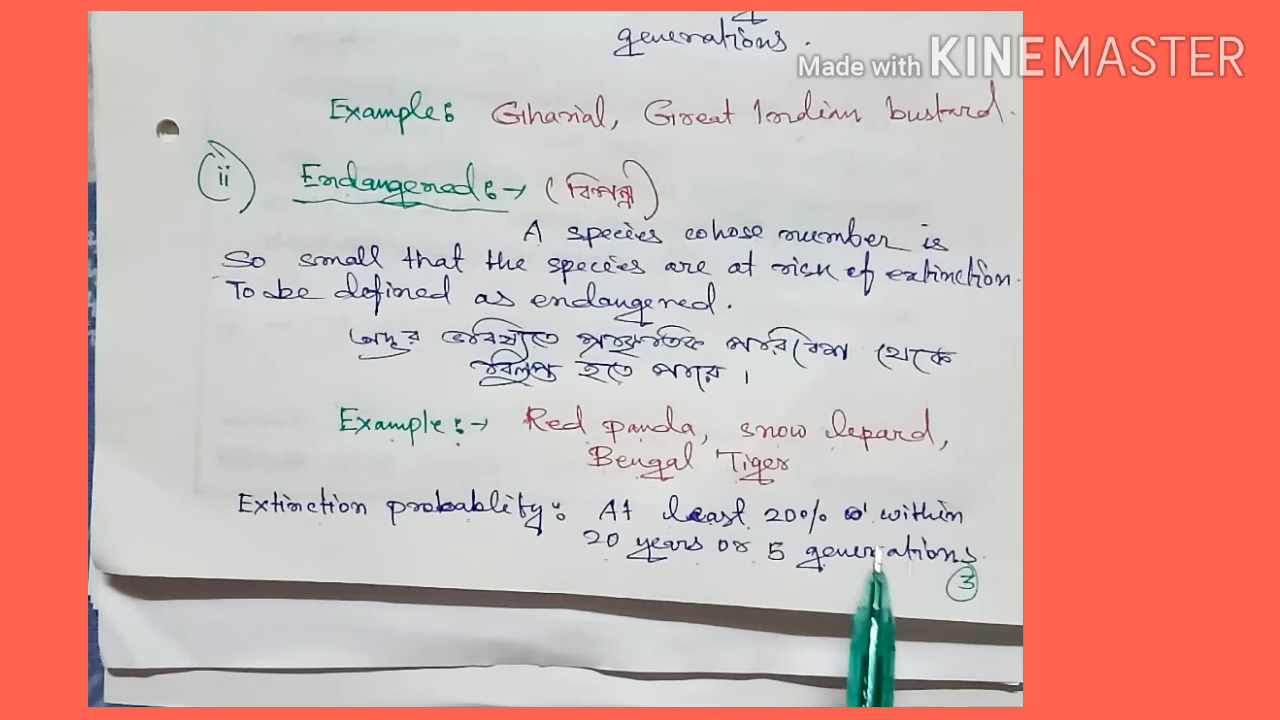 generations.
Made with KINEMASTER
Example: Gharial, Great Indian bustard.
(ii) Endangered :→ (বিপন্ন)
A species whose number is
So small that the species are at risk of extinction.
To be defined as endangered.
অদূর ভবিষ্যতে প্রাকৃতিক পরিবেশ থেকে
বিলুপ্ত হতে পারে।
Example :→ Red panda, snow lepard,
Bengal Tiger
Extinction probablity: At least 20% within
20 years or 5 generations.
3